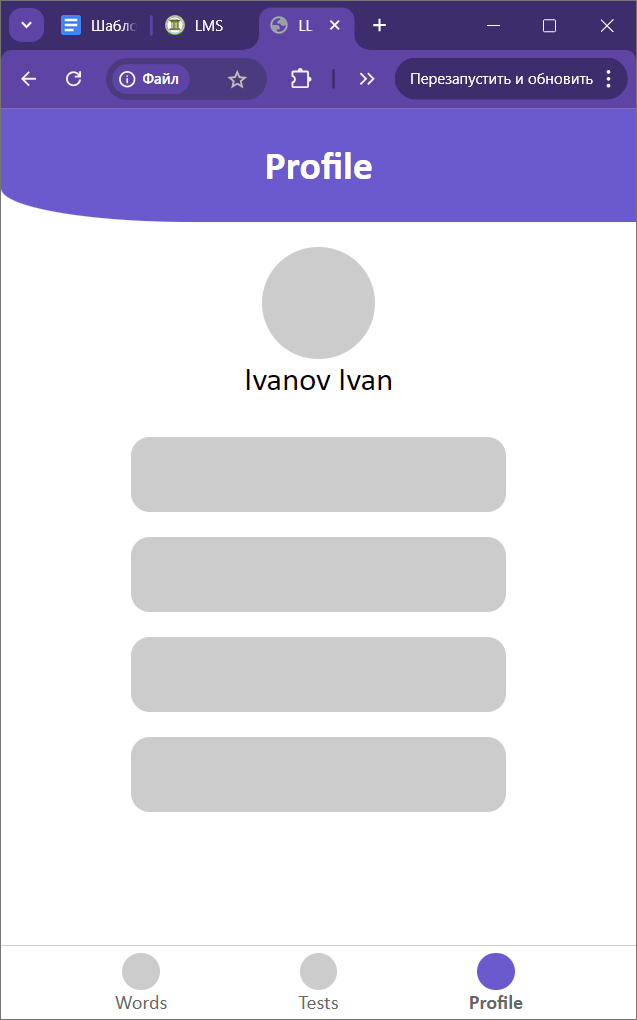 Шабло
LMS
LL
Файл
Перезапустить и обновить
Profile
Ivanov Ivan
Words
Tests
Profile